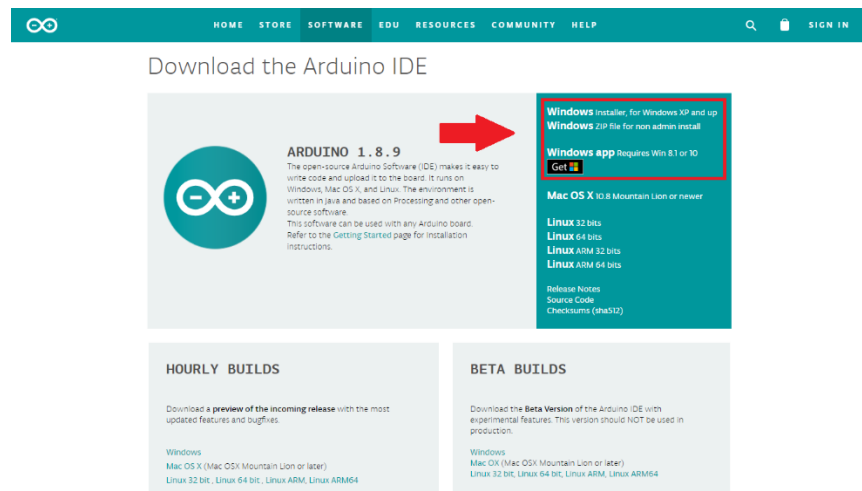 HOME STORE SOFTWARE EDU RESOURCES COMMUNITY HELP SIGN IN
Download the Arduino IDE
ARDUINO 1.8.9
The open-source Arduino Software (IDE) makes it easy to
write code and upload it to the board. It runs on
Windows, Mac OS X, and Linux. The environment is
written in Java and based on Processing and other open-
source software.
This software can be used with any Arduino board.
Refer to the Getting Started page for Installation
Instructions.
Windows Installer, for Windows XP and up
Windows ZIP file for non admin install
Windows app Requires Win 8.1 or 10
Get
Mac OS X 10.8 Mountain Lion or newer
Linux 32 bits
Linux 64 bits
Linux ARM 32 bits
Linux ARM 64 bits
Release Notes
Source Code
Checksums (sha512)
HOURLY BUILDS
Download a preview of the incoming release with the most
updated features and bugfixes.
Windows
Mac OS X (Mac OSX Mountain Lion or later)
Linux 32 bit , Linux 64 bit , Linux ARM, Linux ARM64
BETA BUILDS
Download the Beta Version of the Arduino IDE with
experimental features. This version should NOT be used in
production.
Windows
Mac OX (Mac OSX Mountain Lion or later)
Linux 32 bit, Linux 64 bit, Linux ARM, Linux ARM64